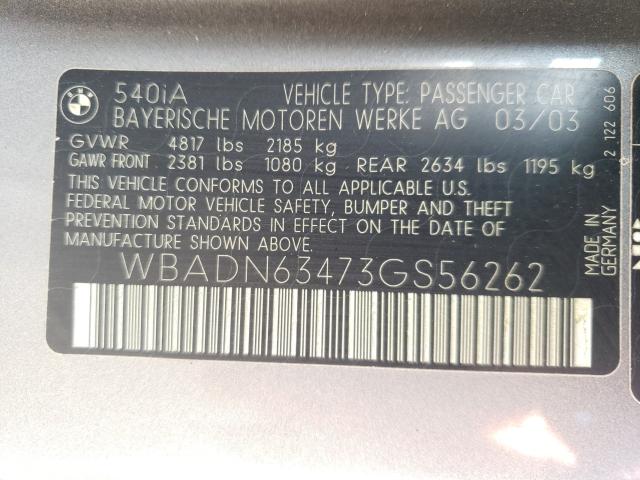 BMW
540iA VEHICLE TYPE: PASSENGER CAR
BAYERISCHE MOTOREN WERKE AG 03/03
GVWR 4817 lbs 2185 kg
GAWR FRONT 2381 lbs 1080 kg REAR 2634 lbs 1195 kg
THIS VEHICLE CONFORMS TO ALL APPLICABLE U.S.
FEDERAL MOTOR VEHICLE SAFETY, BUMPER AND THEFT
PREVENTION STANDARDS IN EFFECT ON THE DATE OF
MANUFACTURE SHOWN ABOVE
WBADN63473GS56262
MADE IN GERMANY
2 122 606